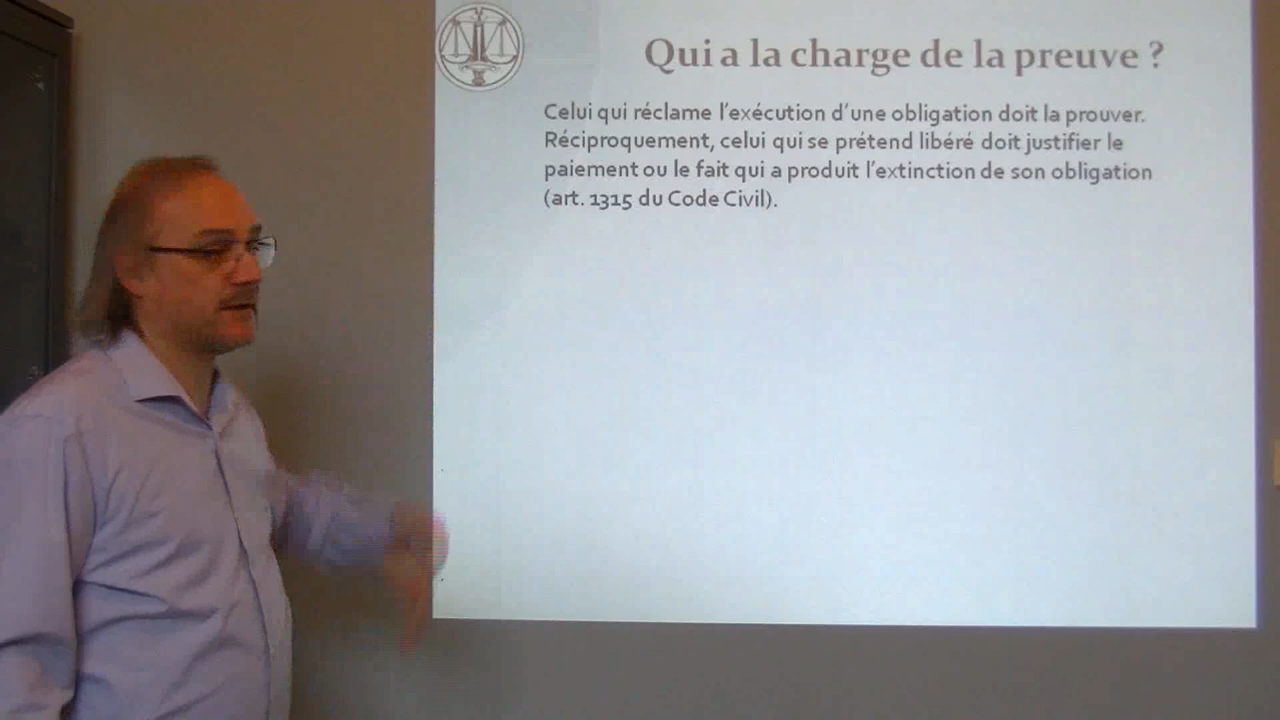 Qui a la charge de la preuve ?
Celui qui réclame l'exécution d'une obligation doit la prouver.
Réciproquement, celui qui se prétend libéré doit justifier le
paiement ou le fait qui a produit l'extinction de son obligation
(art. 1315 du Code Civil).